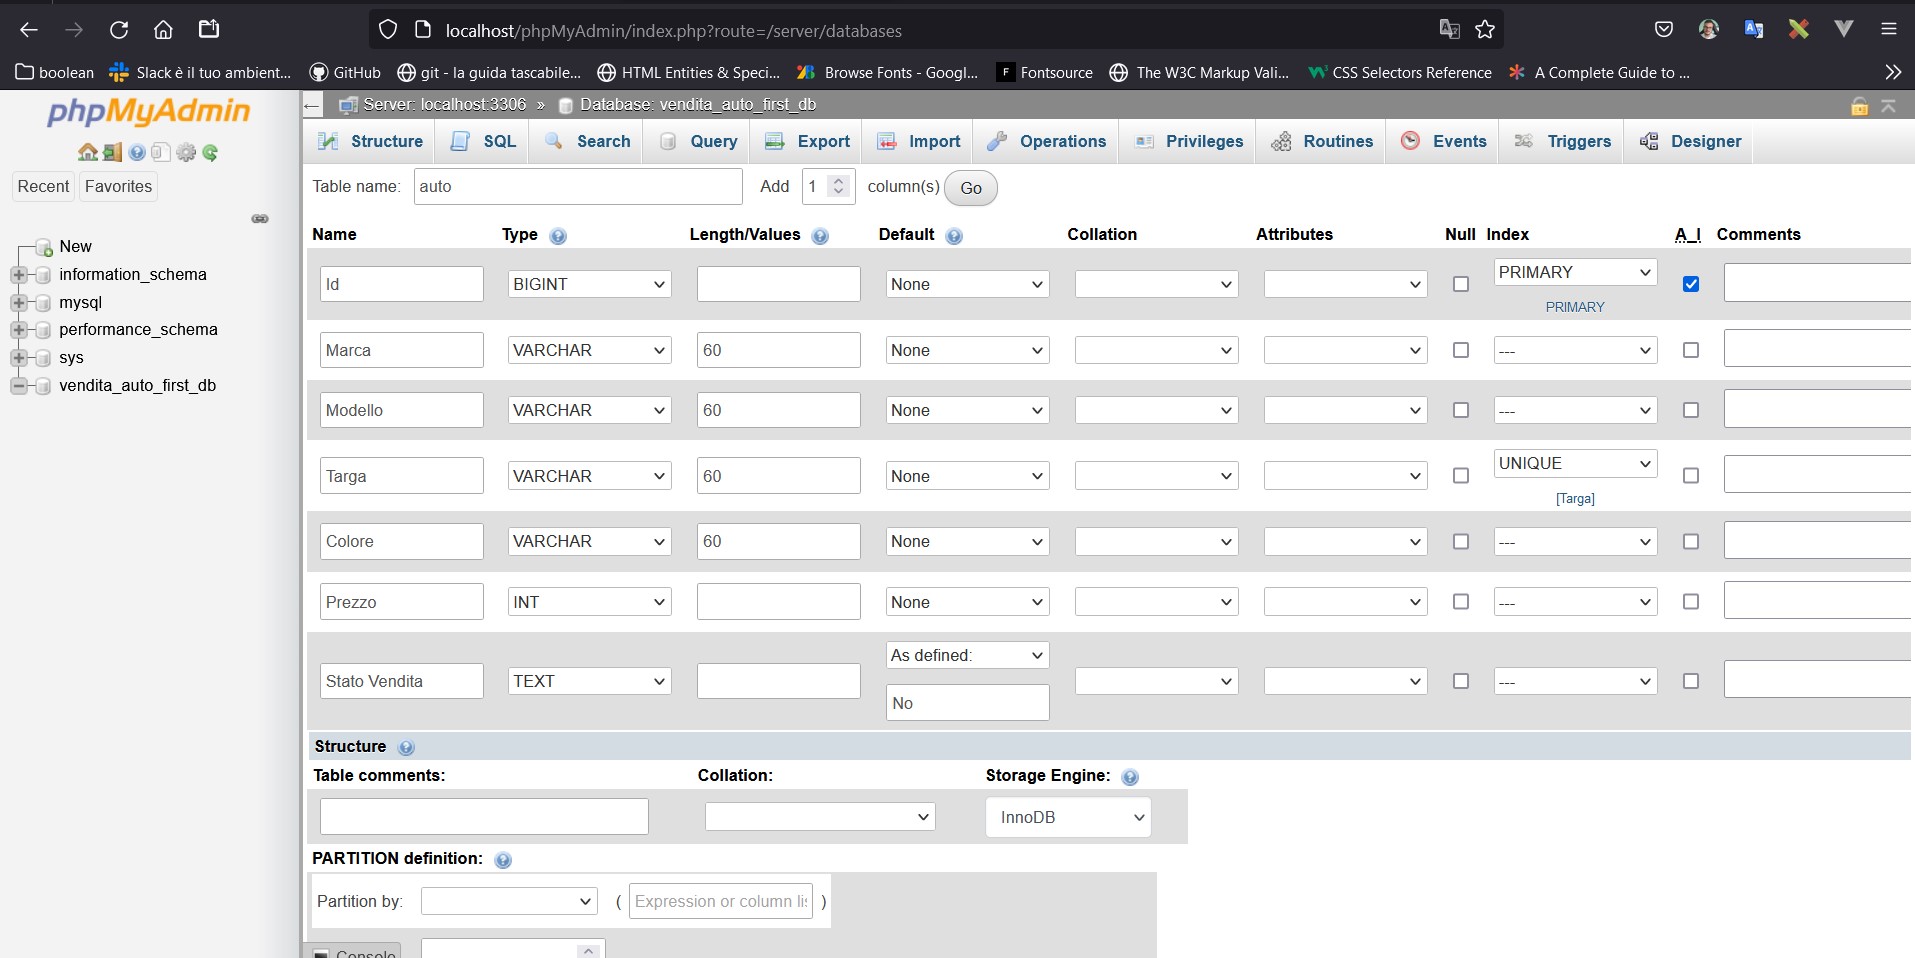 localhost/phpMyAdmin/index.php?route=/server/databases
boolean Slack è il tuo ambient... GitHub git - la guida tascabile... HTML Entities & Speci... Browse Fonts - Googl... F Fontsource The W3C Markup Vali... CSS Selectors Reference A Complete Guide to ...
phpMyAdmin
Recent Favorites
New
information_schema
mysql
performance_schema
sys
vendita_auto_first_db
Server: localhost:3306 » Database: vendita_auto_first_db
Structure SQL Search Query Export Import Operations Privileges Routines Events Triggers Designer
Table name: auto Add 1 column(s) Go
Name Type Length/Values Default Collation Attributes Null Index A_I Comments
Id BIGINT None PRIMARY
PRIMARY
Marca VARCHAR 60 None ---
Modello VARCHAR 60 None ---
Targa VARCHAR 60 None UNIQUE
[Targa]
Colore VARCHAR 60 None ---
Prezzo INT None ---
Stato Vendita TEXT As defined: ---
No
Structure
Table comments: Collation: Storage Engine:
InnoDB
PARTITION definition:
Partition by: ( Expression or column lis )
Console